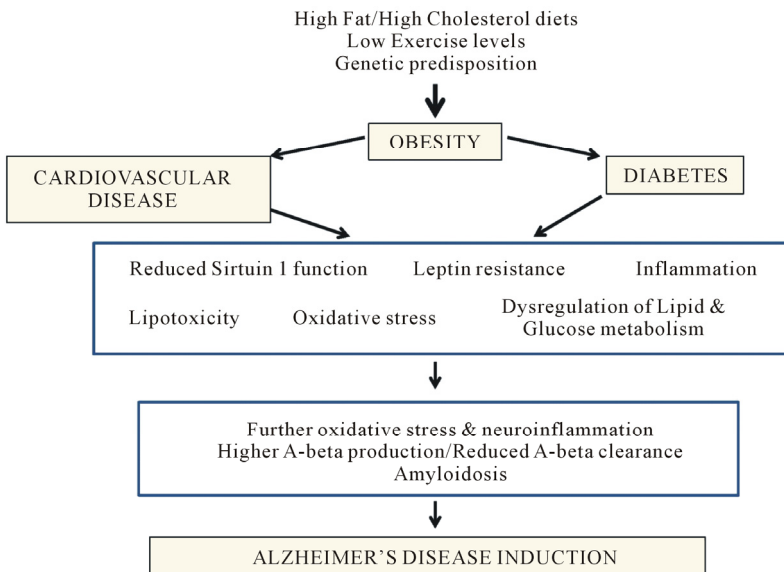 High Fat/High Cholesterol diets
Low Exercise levels
Genetic predisposition
OBESITY
CARDIOVASCULAR
DISEASE
DIABETES
Reduced Sirtuin 1 function
Leptin resistance
Inflammation
Lipotoxicity
Oxidative stress
Dysregulation of Lipid &
Glucose metabolism
Further oxidative stress & neuroinflammation
Higher A-beta production/Reduced A-beta clearance
Amyloidosis
ALZHEIMER'S DISEASE INDUCTION